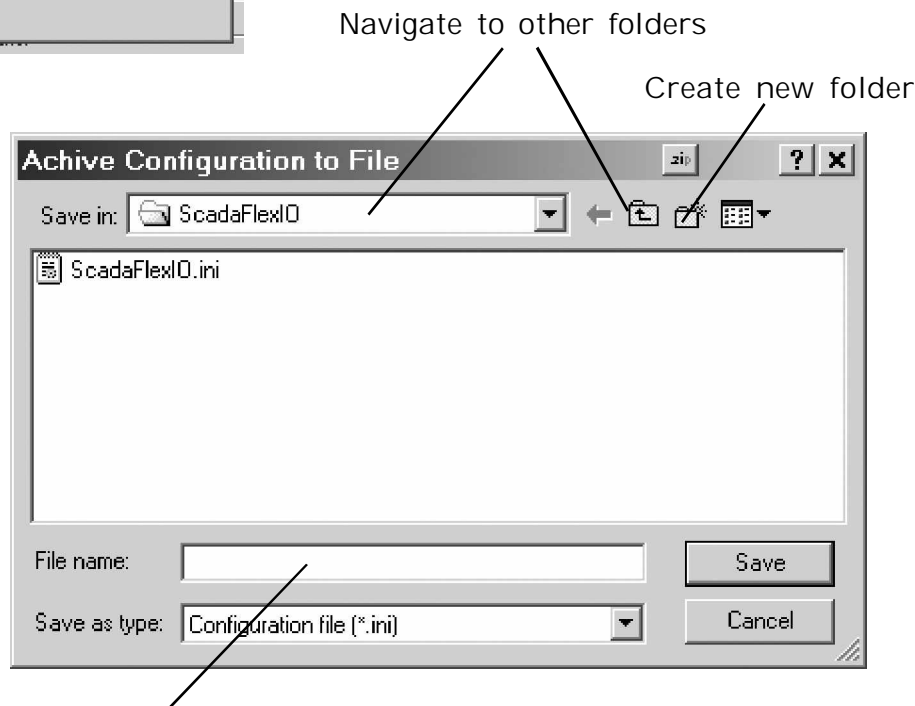 Navigate to other folders
Create new folder
Achive Configuration to File
zip
?
Save in:
ScadaFlexIO
ScadaFlexIO.ini
File name:
Save
Save as type:
Configuration file (*.ini)
Cancel